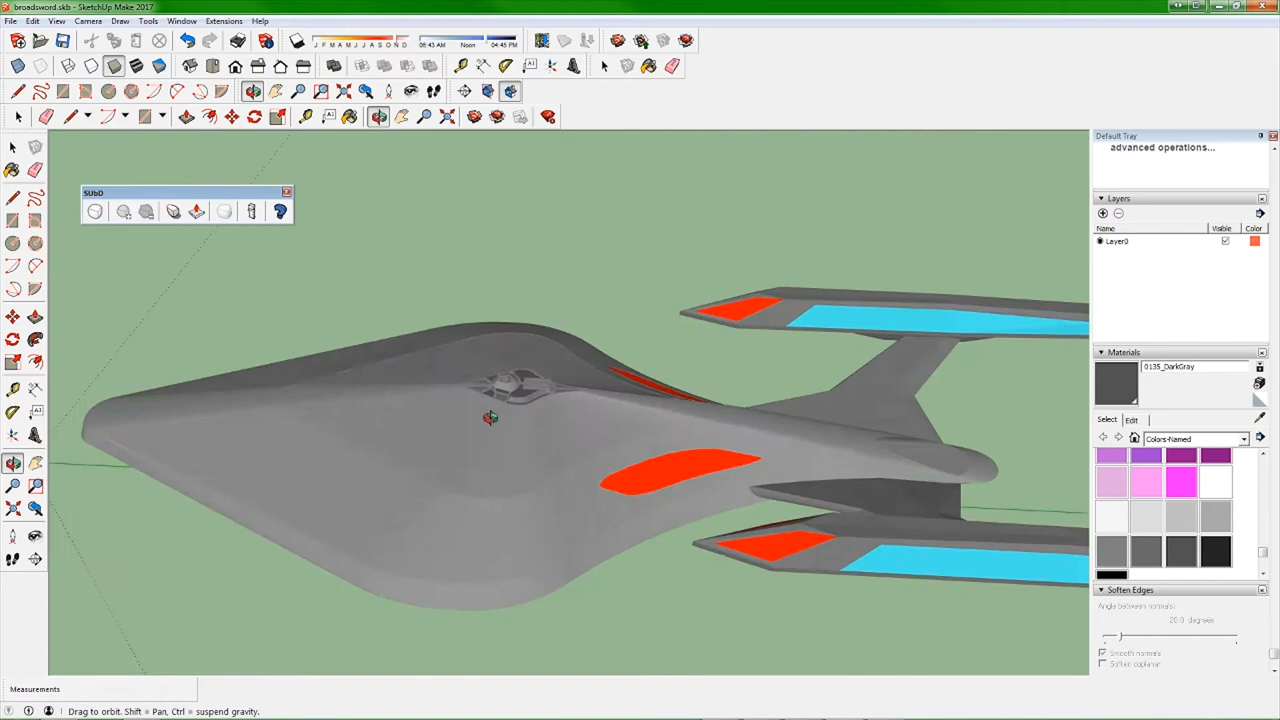 broadsword.skb - SketchUp Make 2017
File Edit View Camera Draw Tools Window Extensions Help
J F M A M J J A S O N D 06:43 AM Noon 04:45 PM
Default Tray
advanced operations...
SUbD
Layers
Name Visible Color
Layer0
Materials
0135_DarkGray
Select Edit
Colors-Named
Soften Edges
Angle between normals:
20.0 degrees
Smooth normals
Soften coplanar
Measurements
Drag to orbit. Shift = Pan, Ctrl = suspend gravity.